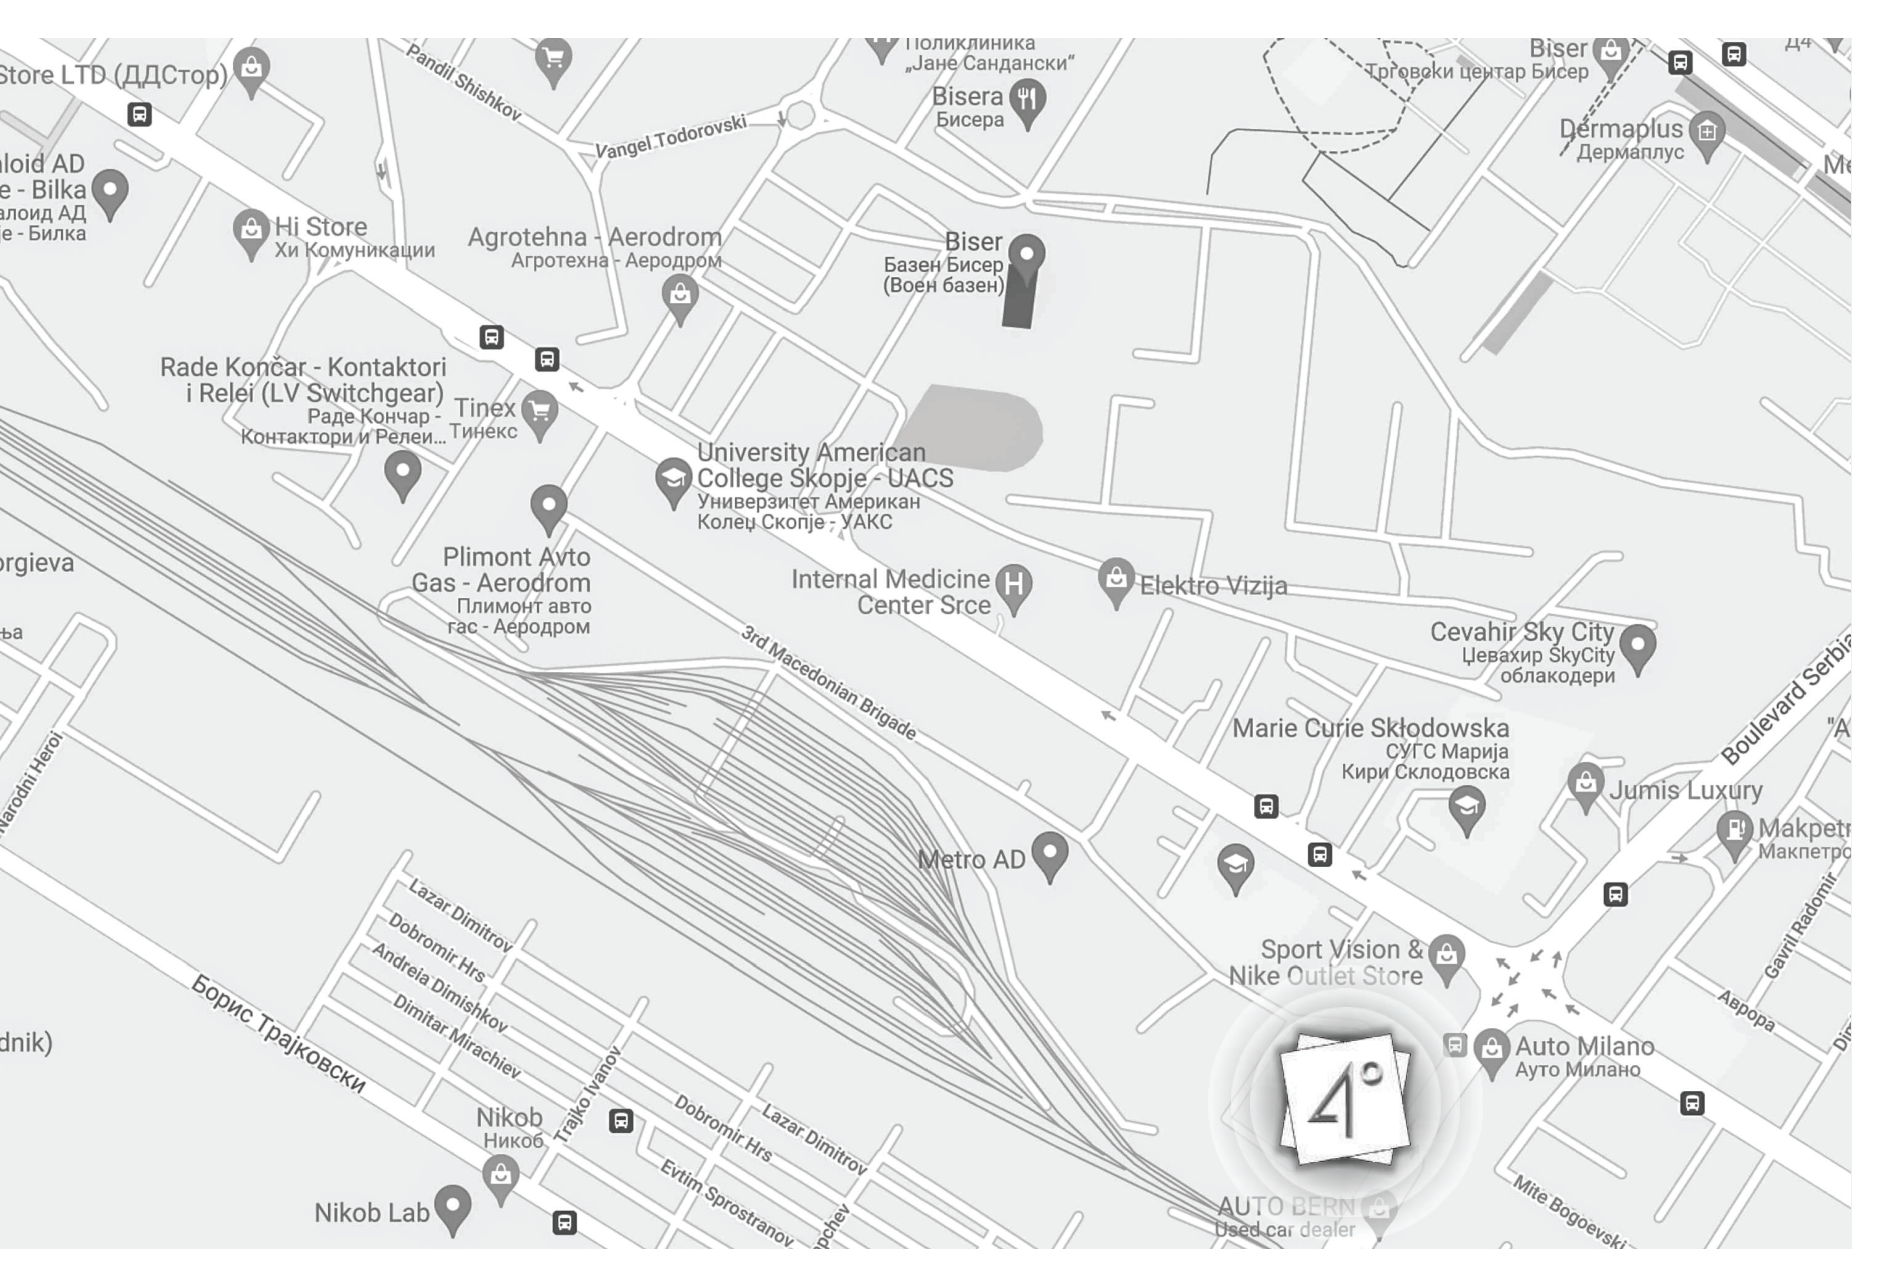 Поликлиника
„Јане Сандански“
Biser
Трговски центар Бисер
Д4
Store LTD (ДДСтор)
Pandil Shishkov
Bisera
Бисера
Vangel Todorovski
Dermaplus
Дермаплус
loid AD
e - Bilka
алоид АД
је - Билка
Hi Store
Хи Комуникации
Agrotehna - Aerodrom
Агротехна - Аеродром
Biser
Базен Бисер
(Воен базен)
Rade Končar - Kontaktori
i Relei (LV Switchgear)
Раде Кончар -
Контактори и Релеи...
Tinex
Тинекс
University American
College Skopje - UACS
Универзитет Американ
Колеџ Скопје - УАКС
orgieva
Plimont Avto
Gas - Aerodrom
Плимонт авто
гас - Аеродром
Internal Medicine
Center Srce
Elektro Vizija
ња
3rd Macedonian Brigade
Cevahir Sky City
Џевахир SkyCity
облакодери
Boulevard Serbia
Marie Curie Skłodowska
СУГС Марија
Кири Склодовска
"A
Narodni Heroi
Jumis Luxury
Makpetr
Макпетро
Metro AD
Lazar Dimitrov
Dobromir Hrs
Andreia Dimishkov
Dimitar Mirachiev
Gavril Radomir
Sport Vision &
Nike Outlet Store
Борис Трајковски
Аврора
dnik)
Auto Milano
Ауто Милано
4°
Trajko Ivanov
Nikob
Никоб
Dobromir Hrs
Lazar Dimitrov
Evtim Sprostranov
Nikob Lab
AUTO BERN
Used car dealer
Mite Bogoevski